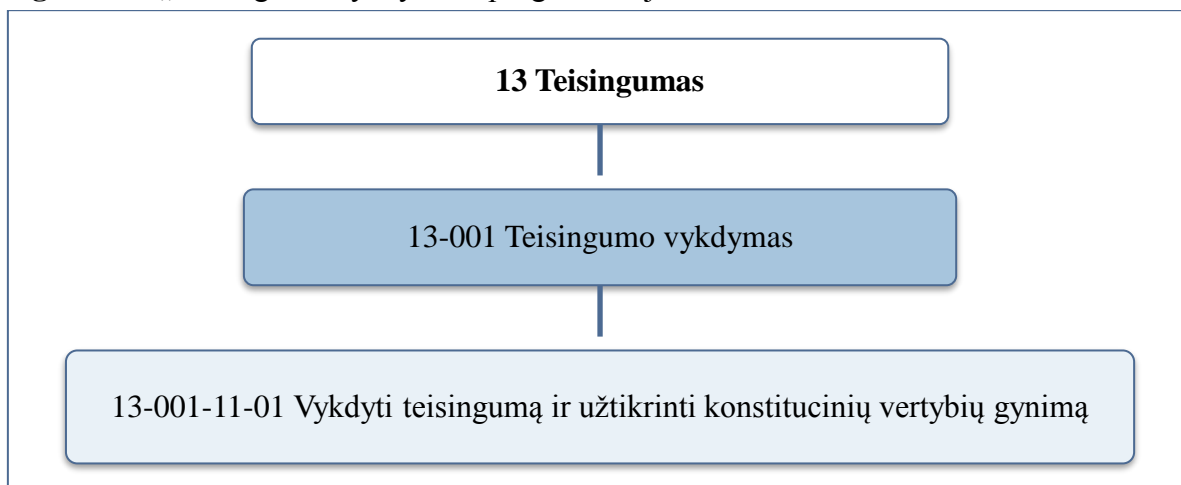 13 Teisingumas
13-001 Teisingumo vykdymas
13-001-11-01 Vykdyti teisingumą ir užtikrinti konstitucinių vertybių gynimą